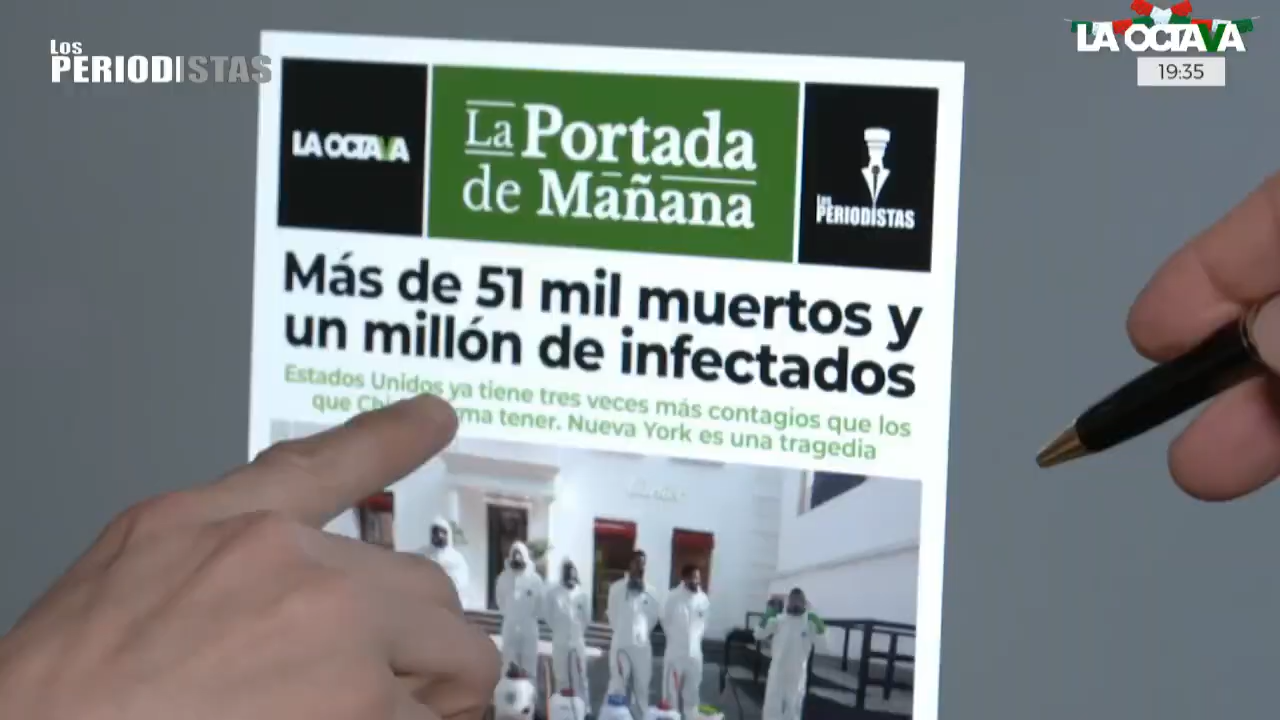 Los
PERIODISTAS
LA OCTAVA
19:35
LA OCTAVA
La Portada
de Mañana
Los
PERIODISTAS
Más de 51 mil muertos y
un millón de infectados
Estados Unidos ya tiene tres veces más contagios que los
que tener. Nueva York es una tragedia